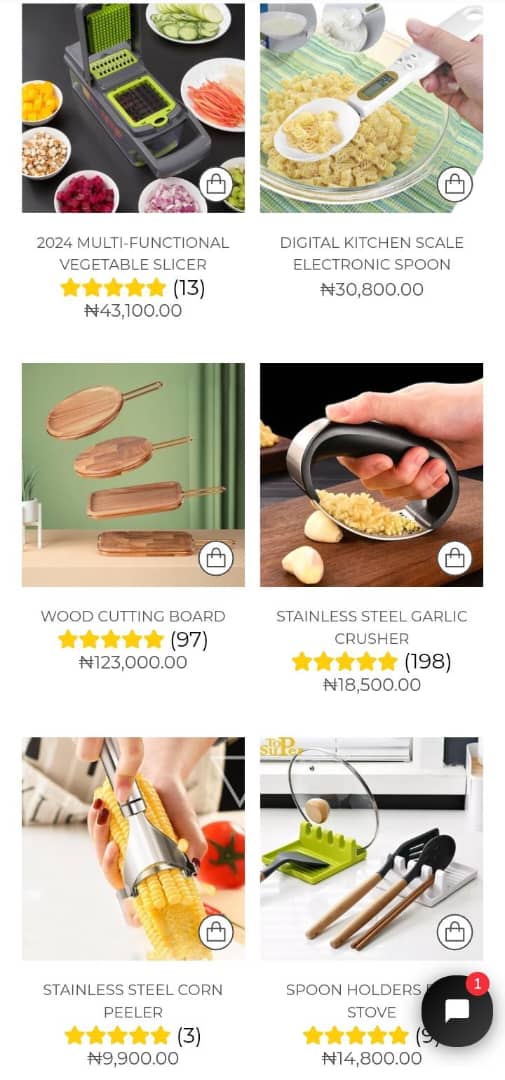 2024 MULTI-FUNCTIONAL
VEGETABLE SLICER
(13)
₦43,100.00
DIGITAL KITCHEN SCALE
ELECTRONIC SPOON
₦30,800.00
WOOD CUTTING BOARD
(97)
₦123,000.00
STAINLESS STEEL GARLIC
CRUSHER
(198)
₦18,500.00
TO
SUPER
STAINLESS STEEL CORN
PEELER
(3)
₦9,900.00
SPOON HOLDERS
STOVE
(9)
₦14,800.00
1